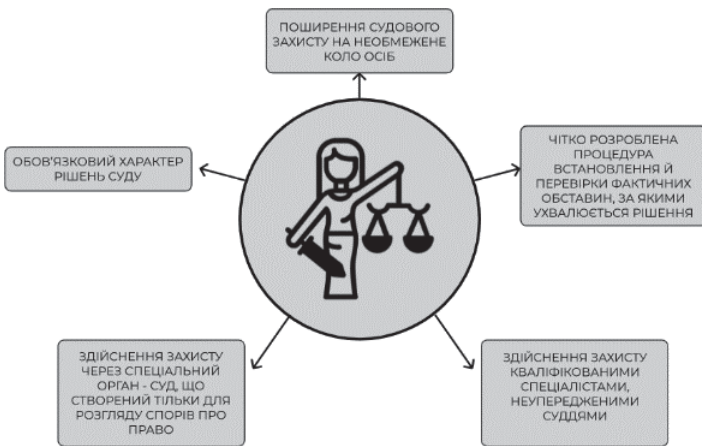 ПОШИРЕННЯ СУДОВОГО
ЗАХИСТУ НА НЕОБМЕЖЕНЕ
КОЛО ОСІБ
ОБОВ'ЯЗКОВИЙ ХАРАКТЕР
РІШЕНЬ СУДУ
ЧІТКО РОЗРОБЛЕНА
ПРОЦЕДУРА
ВСТАНОВЛЕННЯ Й
ПЕРЕВІРКИ ФАКТИЧНИХ
ОБСТАВИН, ЗА ЯКИМИ
УХВАЛЮЄТЬСЯ РІШЕННЯ
ЗДІЙСНЕННЯ ЗАХИСТУ
ЧЕРЕЗ СПЕЦІАЛЬНИЙ
ОРГАН - СУД, ЩО
СТВОРЕНИЙ ТІЛЬКИ ДЛЯ
РОЗГЛЯДУ СПОРІВ ПРО
ПРАВО
ЗДІЙСНЕННЯ ЗАХИСТУ
КВАЛІФІКОВАНИМИ
СПЕЦІАЛІСТАМИ,
НЕУПЕРЕДЖЕНИМИ
СУДДЯМИ